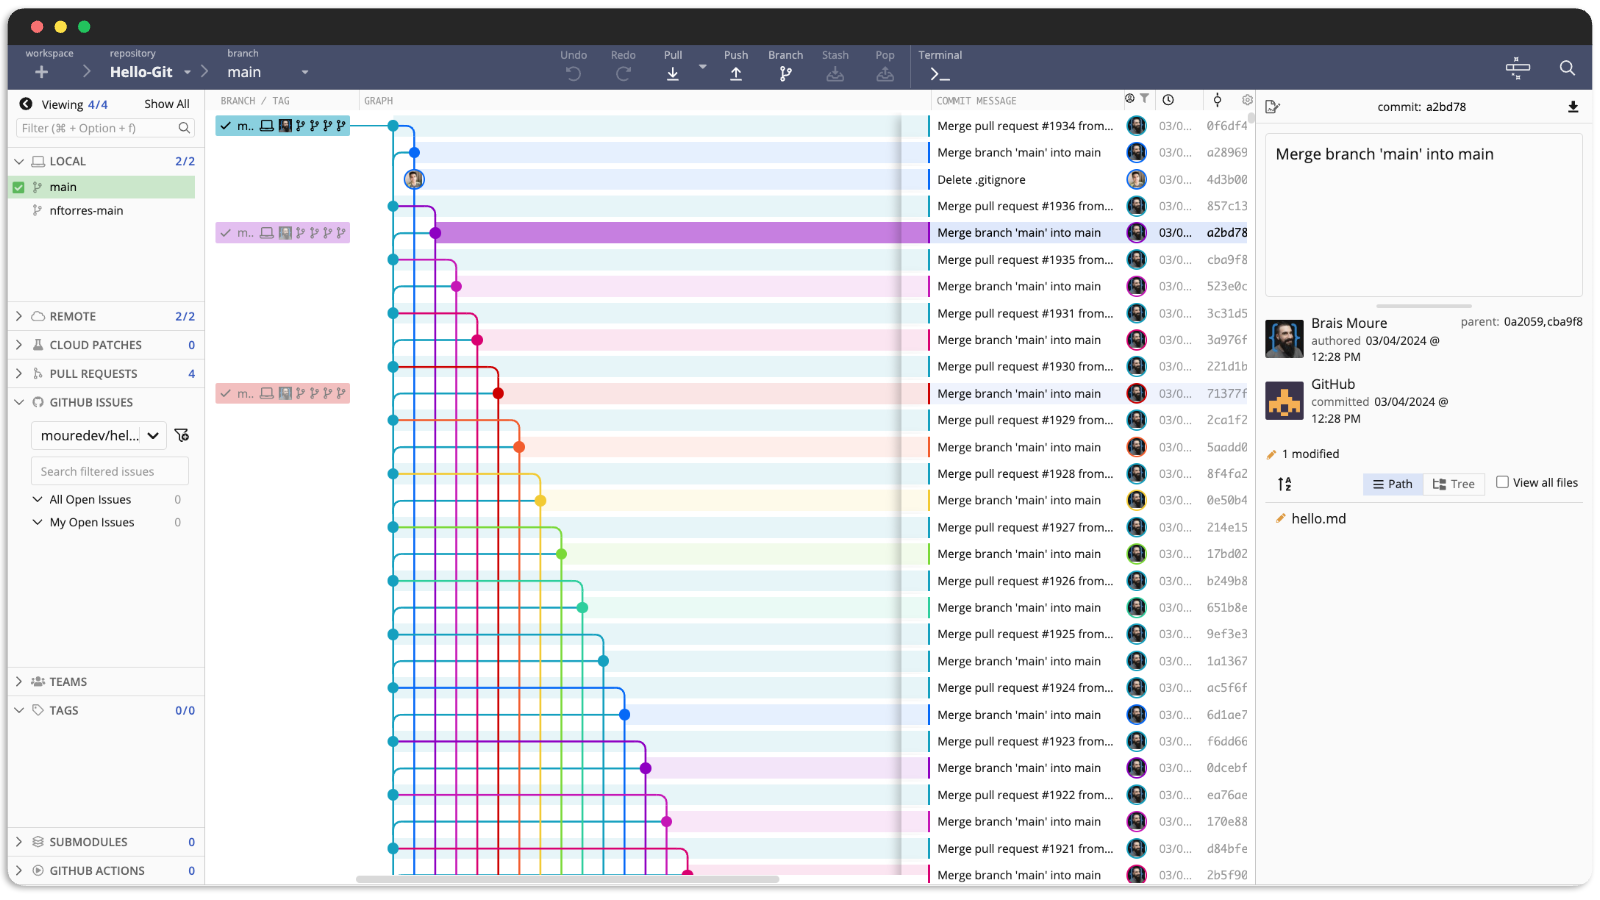 workspace
repository
branch
Hello-Git
main
Undo
Redo
Pull
Push
Branch
Stash
Pop
Terminal
Viewing 4/4
Show All
Filter (⌘ + Option + f)
LOCAL 2/2
main
nftorres-main
REMOTE 2/2
CLOUD PATCHES 0
PULL REQUESTS 4
GITHUB ISSUES
mouredev/hel...
Search filtered issues
All Open Issues 0
My Open Issues 0
TEAMS
TAGS 0/0
SUBMODULES 0
GITHUB ACTIONS 0
BRANCH / TAG
GRAPH
COMMIT MESSAGE
m.. Merge pull request #1934 from... 03/0... 0f6df4
Merge branch 'main' into main 03/0... a28969
Delete .gitignore 03/0... 4d3b00
Merge pull request #1936 from... 03/0... 857c13
m.. Merge branch 'main' into main 03/0... a2bd78
Merge pull request #1935 from... 03/0... cba9f8
Merge branch 'main' into main 03/0... 523e0c
Merge pull request #1931 from... 03/0... 3c31d5
Merge branch 'main' into main 03/0... 3a976f
Merge pull request #1930 from... 03/0... 221d1b
m.. Merge branch 'main' into main 03/0... 71377f
Merge pull request #1929 from... 03/0... 2ca1f2
Merge branch 'main' into main 03/0... 5aadd0
Merge pull request #1928 from... 03/0... 8f4fa2
Merge branch 'main' into main 03/0... 0e50b4
Merge pull request #1927 from... 03/0... 214e15
Merge branch 'main' into main 03/0... 17bd02
Merge pull request #1926 from... 03/0... b249b8
Merge branch 'main' into main 03/0... 651b8e
Merge pull request #1925 from... 03/0... 9ef3e3
Merge branch 'main' into main 03/0... 1a1367
Merge pull request #1924 from... 03/0... ac5f6f
Merge branch 'main' into main 03/0... 6d1ae7
Merge pull request #1923 from... 03/0... f6dd66
Merge branch 'main' into main 03/0... 0dcebf
Merge pull request #1922 from... 03/0... ea76ae
Merge branch 'main' into main 03/0... 170e88
Merge pull request #1921 from... 03/0... d84bfe
Merge branch 'main' into main 03/0... 2b5f90
commit: a2bd78
Merge branch 'main' into main
Brais Moure
parent: 0a2059,cba9f8
authored 03/04/2024 @
12:28 PM
GitHub
committed 03/04/2024 @
12:28 PM
1 modified
A
Z
Path
Tree
View all files
hello.md